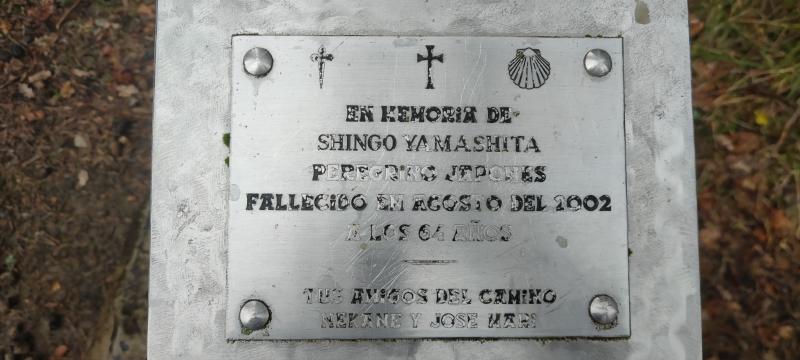 EN MEMORIA DE
SHINGO YAMASHITA
PEREGRINO JAPONES
FALLECIDO EN AGOSTO DEL 2002
A LOS 64 AÑOS
TUS AMIGOS DEL CAMINO
NEKANE Y JOSE MARI